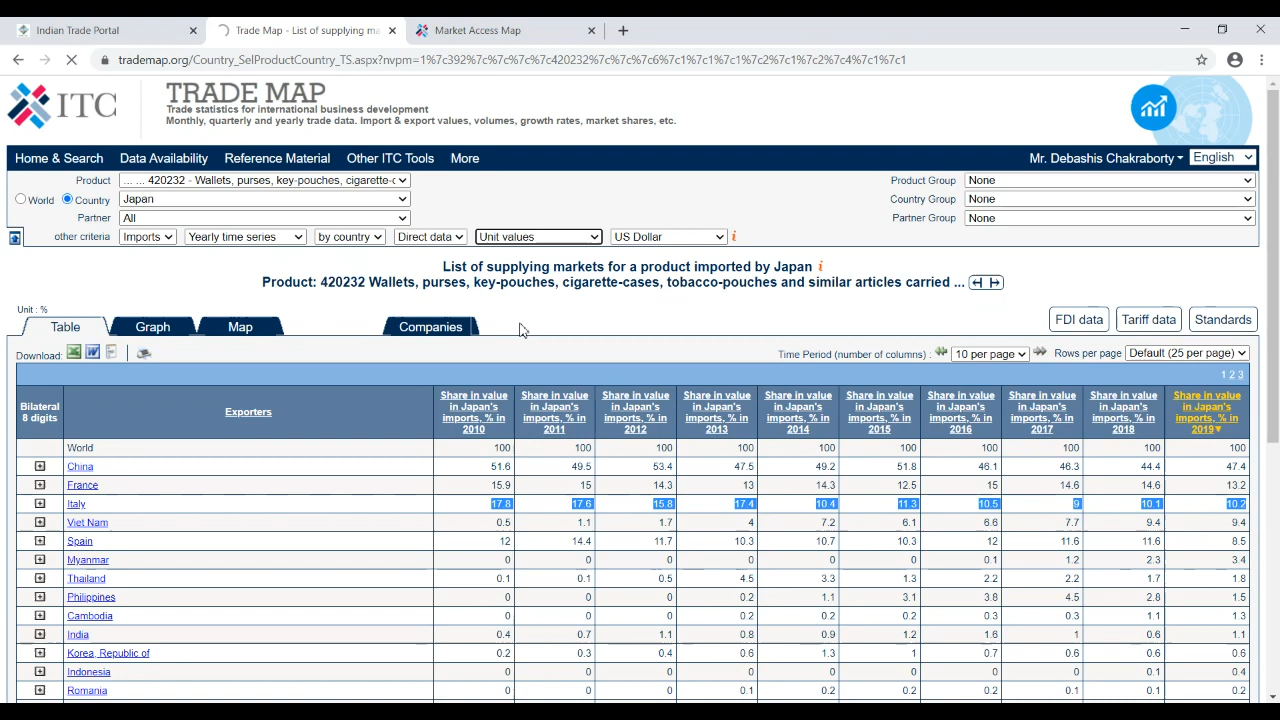 Indian Trade Portal
Trade Map - List of supplying ma
Market Access Map
trademap.org/Country_SelProductCountry_TS.aspx?nvpm=1%7c392%7c%7c%7c%7c420232%7c%7c%7c6%7c1%7c1%7c1%7c2%7c1%7c2%7c4%7c1%7c1
ITC
TRADE MAP
Trade statistics for international business development
Monthly, quarterly and yearly trade data. Import & export values, volumes, growth rates, market shares, etc.
Home & Search Data Availability Reference Material Other ITC Tools More Mr. Debashis Chakraborty English
Product ... ... 420232 - Wallets, purses, key-pouches, cigarette-c Product Group None
World Country Japan Country Group None
Partner All Partner Group None
other criteria Imports Yearly time series by country Direct data Unit values US Dollar i
List of supplying markets for a product imported by Japan i
Product: 420232 Wallets, purses, key-pouches, cigarette-cases, tobacco-pouches and similar articles carried ...
Unit : %
Table Graph Map Companies FDI data Tariff data Standards
Download: Time Period (number of columns) : 10 per page Rows per page Default (25 per page)
1 2 3
Bilateral 8 digits Exporters Share in value in Japan's imports, % in 2010 Share in value in Japan's imports, % in 2011 Share in value in Japan's imports, % in 2012 Share in value in Japan's imports, % in 2013 Share in value in Japan's imports, % in 2014 Share in value in Japan's imports, % in 2015 Share in value in Japan's imports, % in 2016 Share in value in Japan's imports, % in 2017 Share in value in Japan's imports, % in 2018 Share in value in Japan's imports, % in 2019
World 100 100 100 100 100 100 100 100 100 100
China 51.6 49.5 53.4 47.5 49.2 51.8 46.1 46.3 44.4 47.4
France 15.9 15 14.3 13 14.3 12.5 15 14.6 14.6 13.2
Italy 17.8 17.6 15.8 17.4 10.4 11.3 10.5 9 10.1 10.2
Viet Nam 0.5 1.1 1.7 4 7.2 6.1 6.6 7.7 9.4 9.4
Spain 12 14.4 11.7 10.3 10.7 10.3 12 11.6 11.6 8.5
Myanmar 0 0 0 0 0 0 0.1 1.2 2.3 3.4
Thailand 0.1 0.1 0.5 4.5 3.3 1.3 2.2 2.2 1.7 1.8
Philippines 0 0 0 0.2 1.1 3.1 3.8 4.5 2.8 1.5
Cambodia 0 0 0 0.2 0.2 0.2 0.3 0.3 1.1 1.3
India 0.4 0.7 1.1 0.8 0.9 1.2 1.6 1 0.6 1.1
Korea, Republic of 0.2 0.3 0.4 0.6 1.3 1 0.7 0.6 0.6 0.6
Indonesia 0 0 0 0 0 0 0 0 0.1 0.4
Romania 0 0 0 0.1 0.2 0.2 0.2 0.1 0.1 0.2